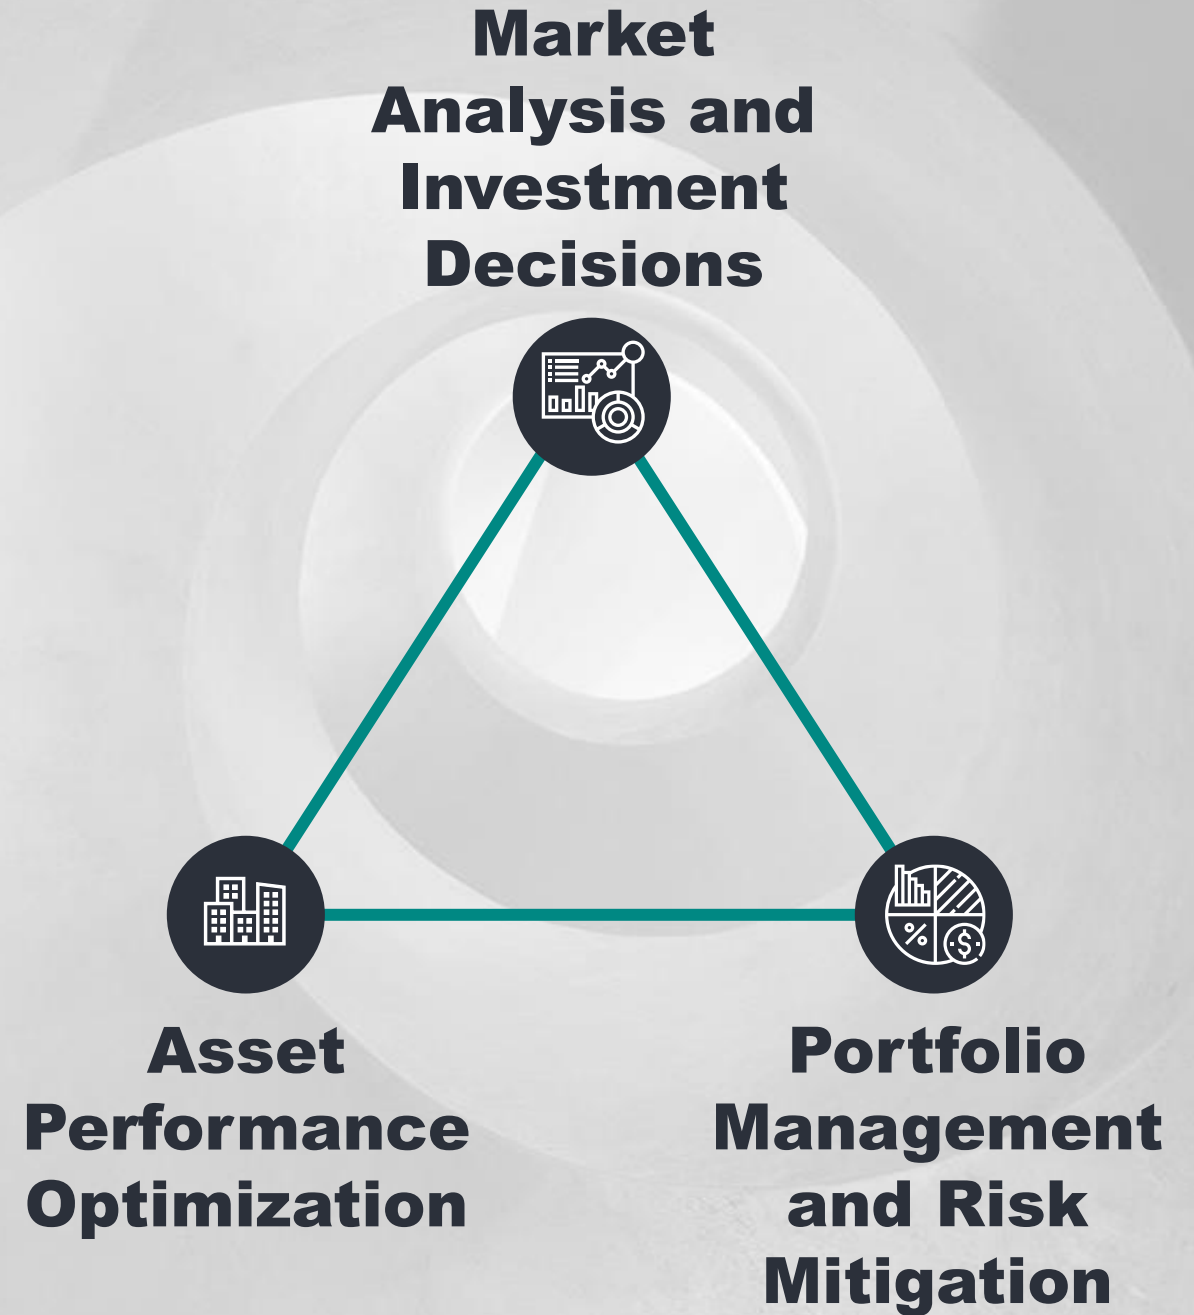 Market
Analysis and
Investment
Decisions
%
$
Asset
Performance
Optimization
Portfolio
Management
and Risk
Mitigation